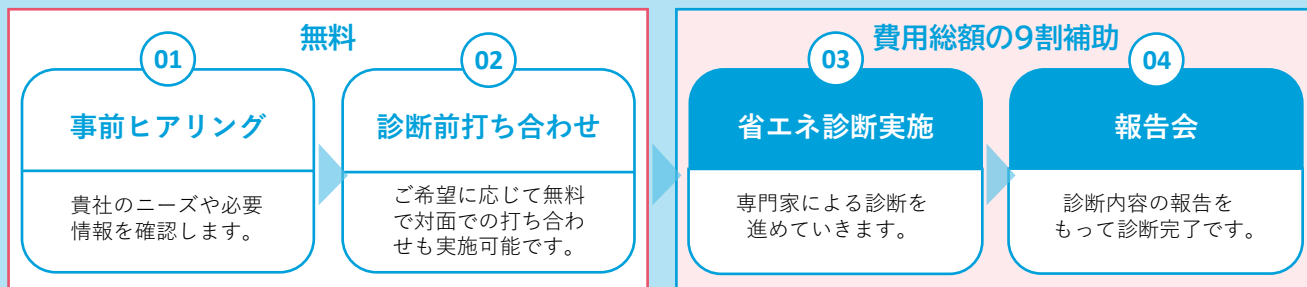 無料
01
事前ヒアリング
貴社のニーズや必要
情報を確認します。
02
診断前打ち合わせ
ご希望に応じて無料
で対面での打ち合わ
せも実施可能です。
費用総額の9割補助
03
省エネ診断実施
専門家による診断を
進めていきます。
04
報告会
診断内容の報告を
もって診断完了です。